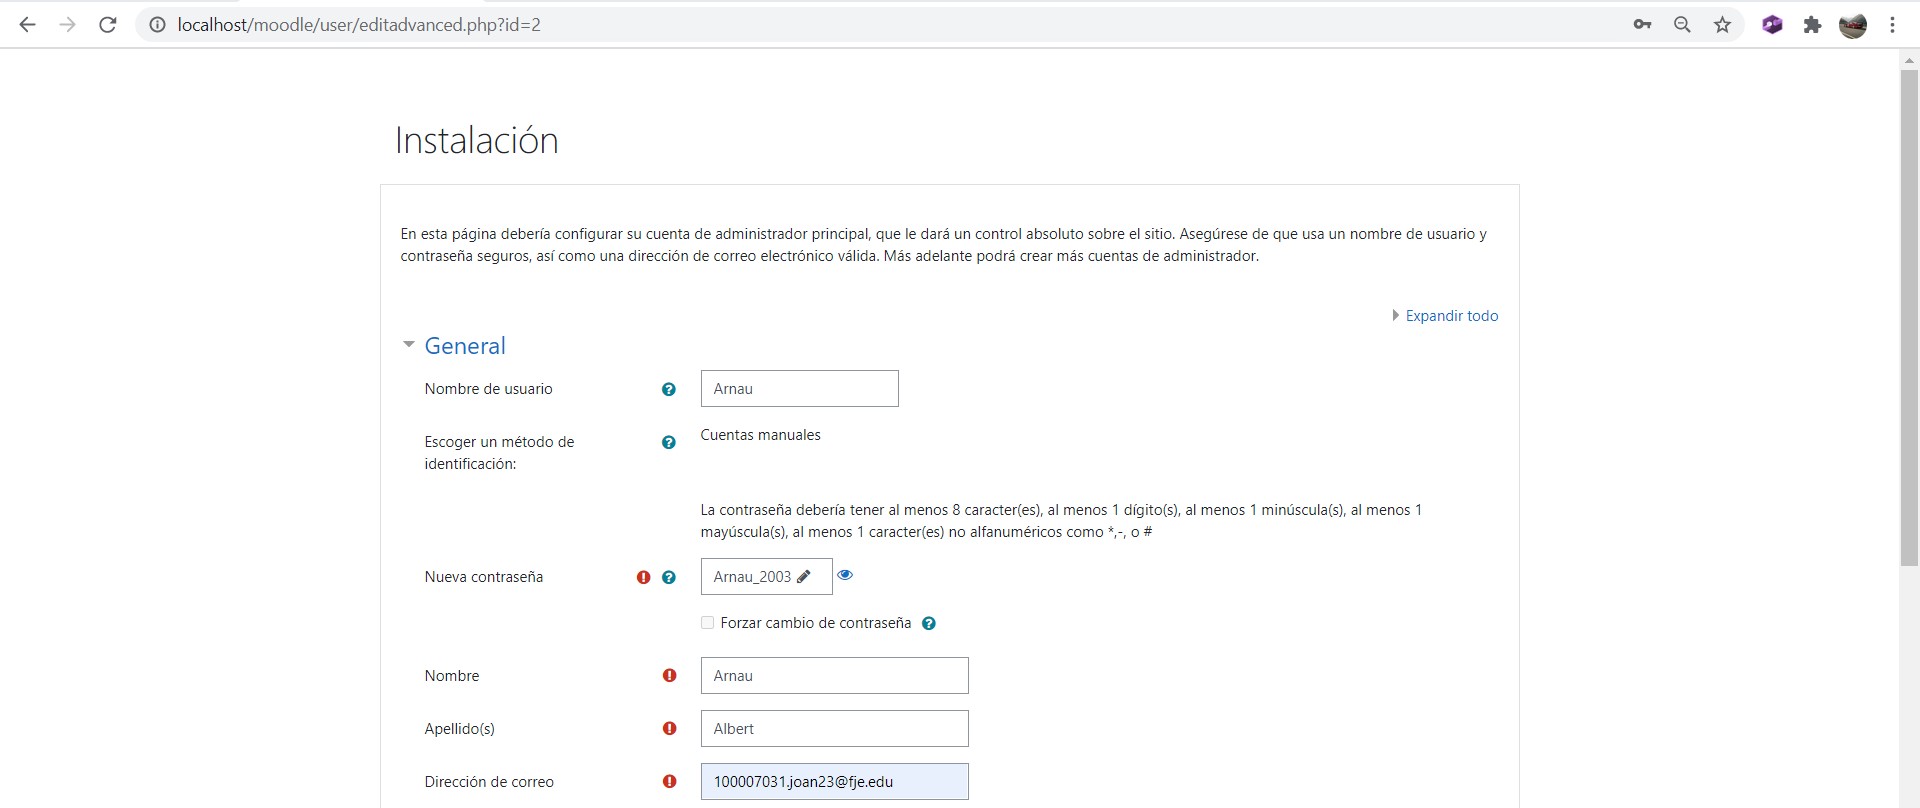 localhost/moodle/user/editadvanced.php?id=2
Instalación
En esta página debería configurar su cuenta de administrador principal, que le dará un control absoluto sobre el sitio. Asegúrese de que usa un nombre de usuario y
contraseña seguros, así como una dirección de correo electrónico válida. Más adelante podrá crear más cuentas de administrador.
Expandir todo
General
Nombre de usuario
Arnau
Escoger un método de
identificación:
Cuentas manuales
La contraseña debería tener al menos 8 caracter(es), al menos 1 dígito(s), al menos 1 minúscula(s), al menos 1
mayúscula(s), al menos 1 caracter(es) no alfanuméricos como *,-, o #
Nueva contraseña
Arnau_2003
Forzar cambio de contraseña
Nombre
Arnau
Apellido(s)
Albert
Dirección de correo
100007031.joan23@fje.edu